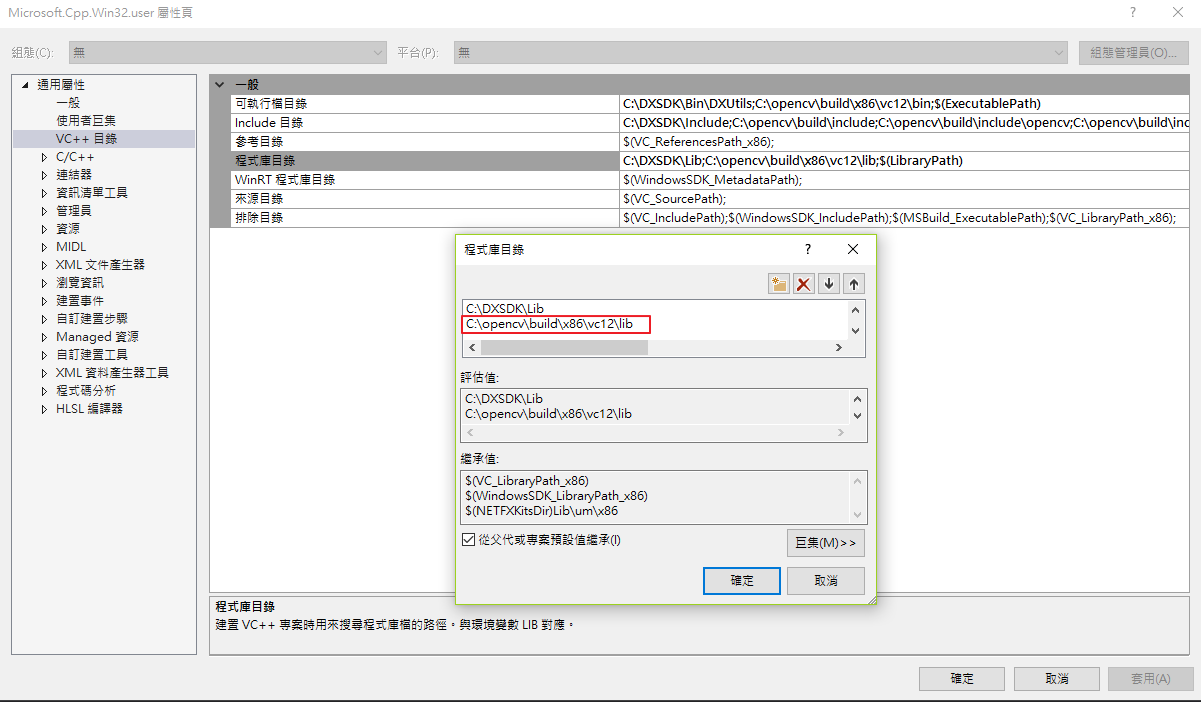 Microsoft.Cpp.Win32.user 屬性頁
組態(C): 無 平台(P): 無 組態管理員(O)...
通用屬性
一般
使用者巨集
VC++ 目錄
C/C++
連結器
資訊清單工具
管理員
資源
MIDL
XML 文件產生器
瀏覽資訊
建置事件
自訂建置步驟
Managed 資源
自訂建置工具
XML 資料產生器工具
程式碼分析
HLSL 編譯器
一般
可執行檔目錄 C:\DXSDK\Bin\DXUtils;C:\opencv\build\x86\vc12\bin;$(ExecutablePath)
Include 目錄 C:\DXSDK\Include;C:\opencv\build\include;C:\opencv\build\include\opencv;C:\opencv\build\inc
參考目錄 $(VC_ReferencesPath_x86);
程式庫目錄 C:\DXSDK\Lib;C:\opencv\build\x86\vc12\lib;$(LibraryPath)
WinRT 程式庫目錄 $(WindowsSDK_MetadataPath);
來源目錄 $(VC_SourcePath);
排除目錄 $(VC_IncludePath);$(WindowsSDK_IncludePath);$(MSBuild_ExecutablePath);$(VC_LibraryPath_x86);
程式庫目錄 ?
C:\DXSDK\Lib
C:\opencv\build\x86\vc12\lib
評估值:
C:\DXSDK\Lib
C:\opencv\build\x86\vc12\lib
繼承值:
$(VC_LibraryPath_x86)
$(WindowsSDK_LibraryPath_x86)
$(NETFXKitsDir)Lib\um\x86
從父代或專案預設值繼承(I)
巨集(M)>>
確定 取消
程式庫目錄
建置 VC++ 專案時用來搜尋程式庫檔的路徑。與環境變數 LIB 對應。
確定 取消 套用(A)